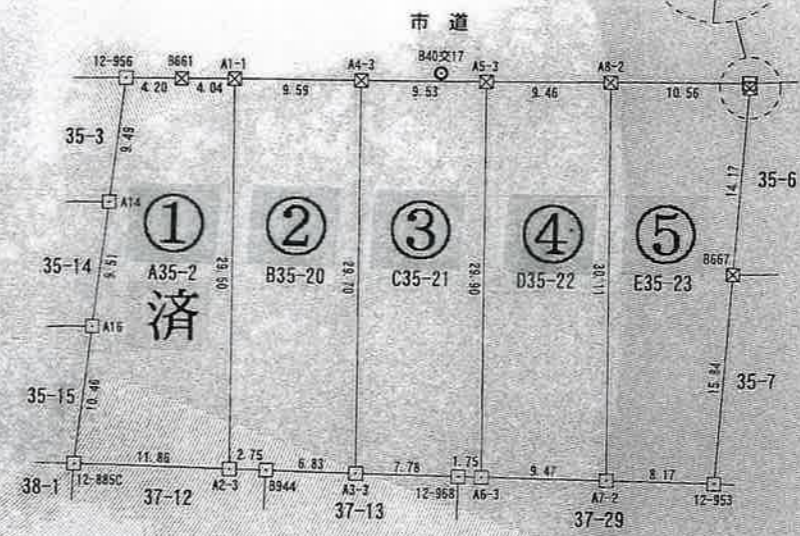 市 道
12-956 B661 A1-1 A4-3 B40交17 A5-3 A8-2
4.20 4.04 9.59 9.53 9.46 10.56
35-3 9.49
14.17 35-6
A14
① ② ③ ④ ⑤
35-14 9.51
A35-2 29.50 B35-20 29.70 C35-21 29.90 D35-22 30.11 E35-23
B667
済
A16
35-15 10.46
15.84 35-7
11.86 2.75 6.83 7.78 1.75 9.47 8.17
38-1 12-885C A2-3 B944 A3-3 12-968 A6-3 A7-2 12-953
37-12 37-13 37-29